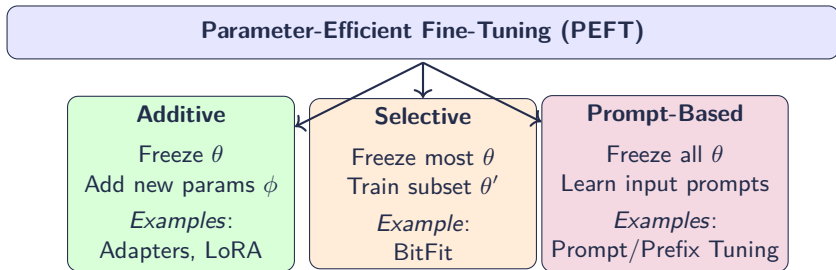 Parameter-Efficient Fine-Tuning (PEFT)
Additive
Freeze θ
Add new params ϕ
Examples:
Adapters, LoRA
Selective
Freeze most θ
Train subset θ′
Example:
BitFit
Prompt-Based
Freeze all θ
Learn input prompts
Examples:
Prompt/Prefix Tuning